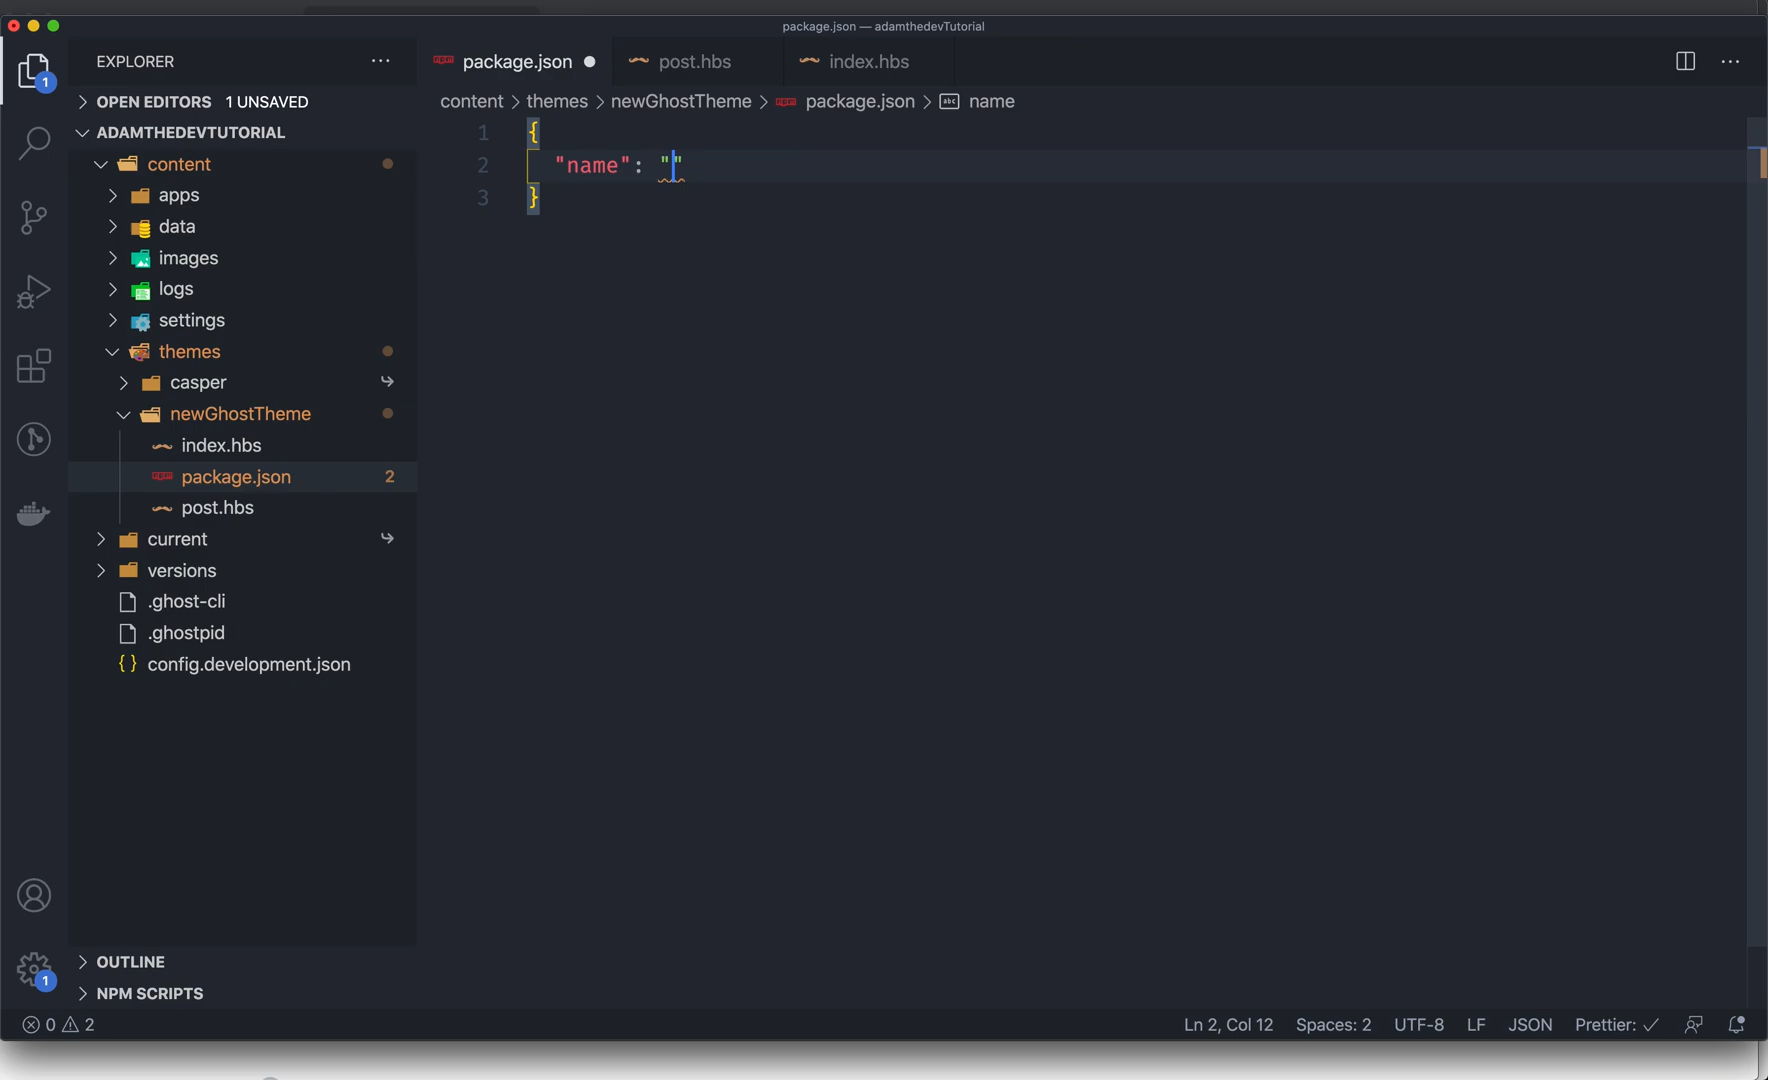 package.json — adamthedevTutorial
EXPLORER
package.json
post.hbs
index.hbs
OPEN EDITORS 1 UNSAVED
content > themes > newGhostTheme > package.json > abc name
ADAMTHEDEVTUTORIAL
1 {
2 "name": ""
3 }
content
apps
data
images
logs
settings
themes
casper
newGhostTheme
index.hbs
package.json 2
post.hbs
current
versions
.ghost-cli
.ghostpid
{ } config.development.json
1
OUTLINE
1
NPM SCRIPTS
0 2 Ln 2, Col 12 Spaces: 2 UTF-8 LF JSON Prettier: ✓